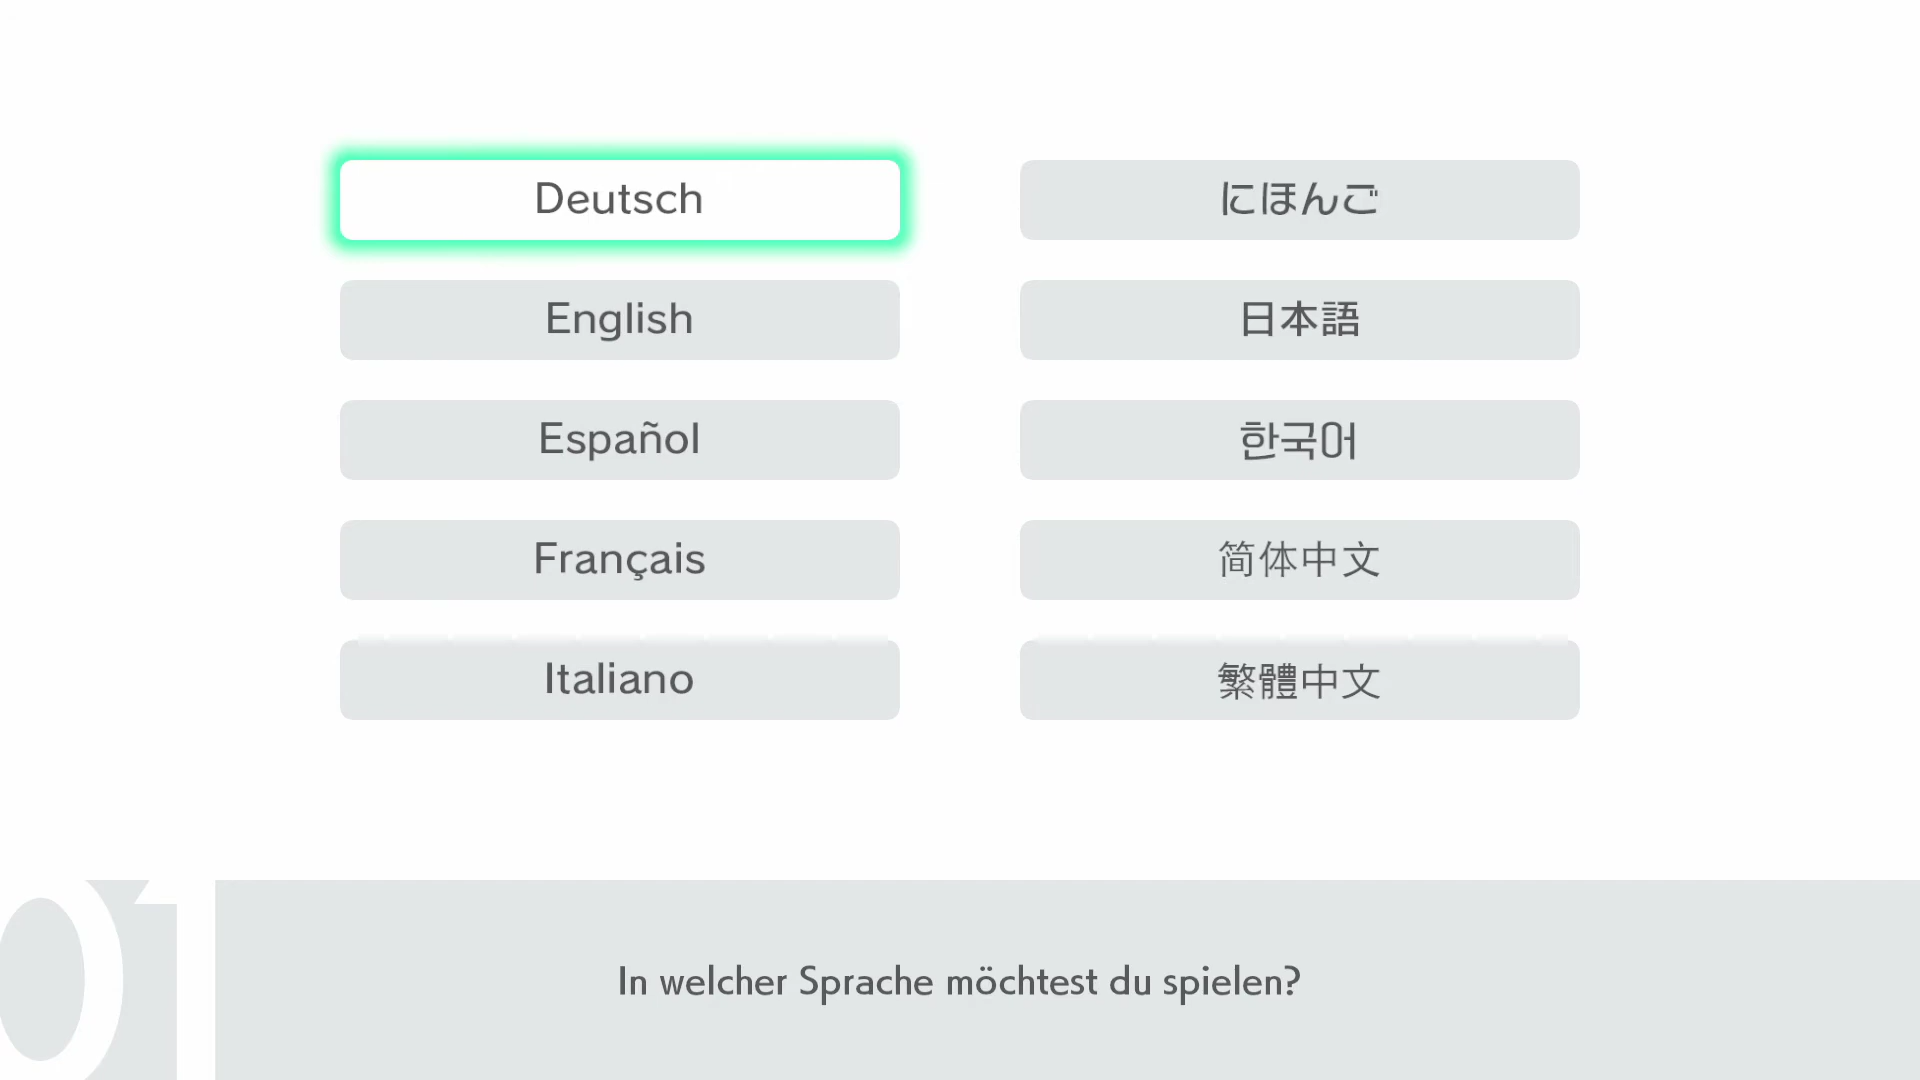 Deutsch
English
Español
Français
Italiano
にほんご
日本語
한국어
简体中文
繁體中文
01
In welcher Sprache möchtest du spielen?